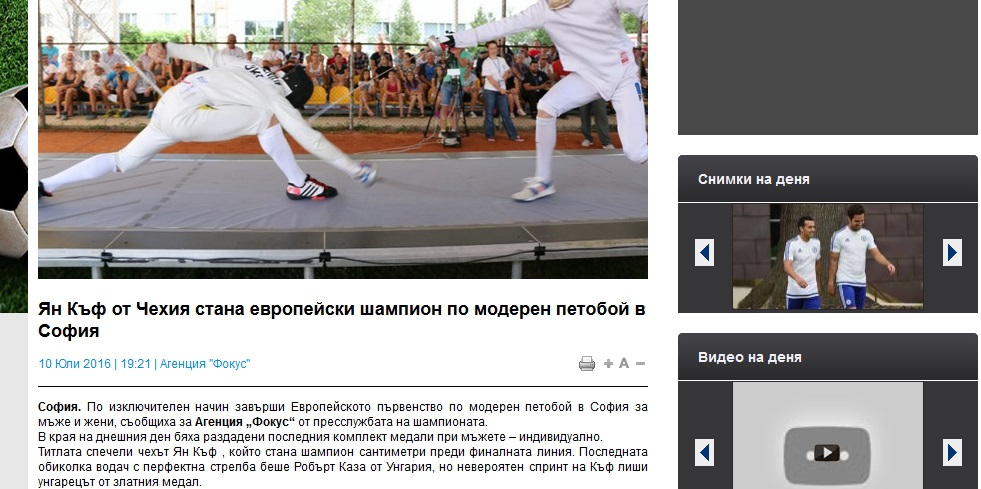 Ян Къф от Чехия стана европейски шампион по модерен петобой в
София
10 Юли 2016 | 19:21 | Агенция "Фокус"
A
София. По изключителен начин завърши Европейското първенство по модерен петобой в София за
мъже и жени, съобщиха за Агенция „Фокус“ от пресслужбата на шампионата.
В края на днешния ден бяха раздадени последния комплект медали при мъжете – индивидуално.
Титлата спечели чехът Ян Къф , който стана шампион сантиметри преди финалната линия. Последната
обиколка водач с перфектна стрелба беше Робърт Каза от Унгария, но невероятен спринт на Къф лиши
унгарецът от златния медал.
Снимки на деня
Видео на деня